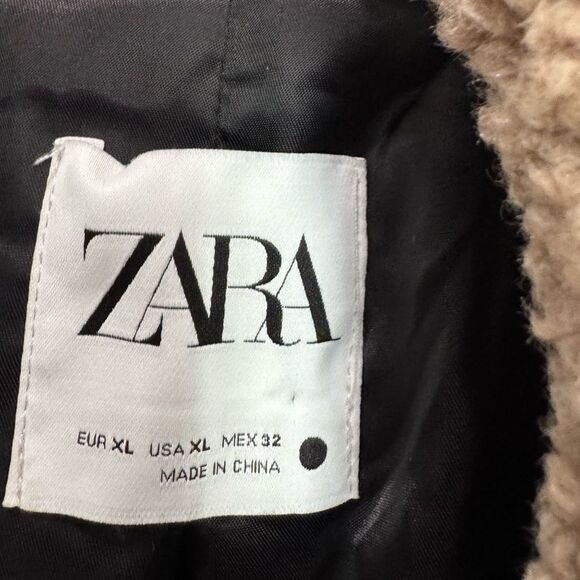 ZARA
EUR XL USA XL MEX 32
MADE IN CHINA